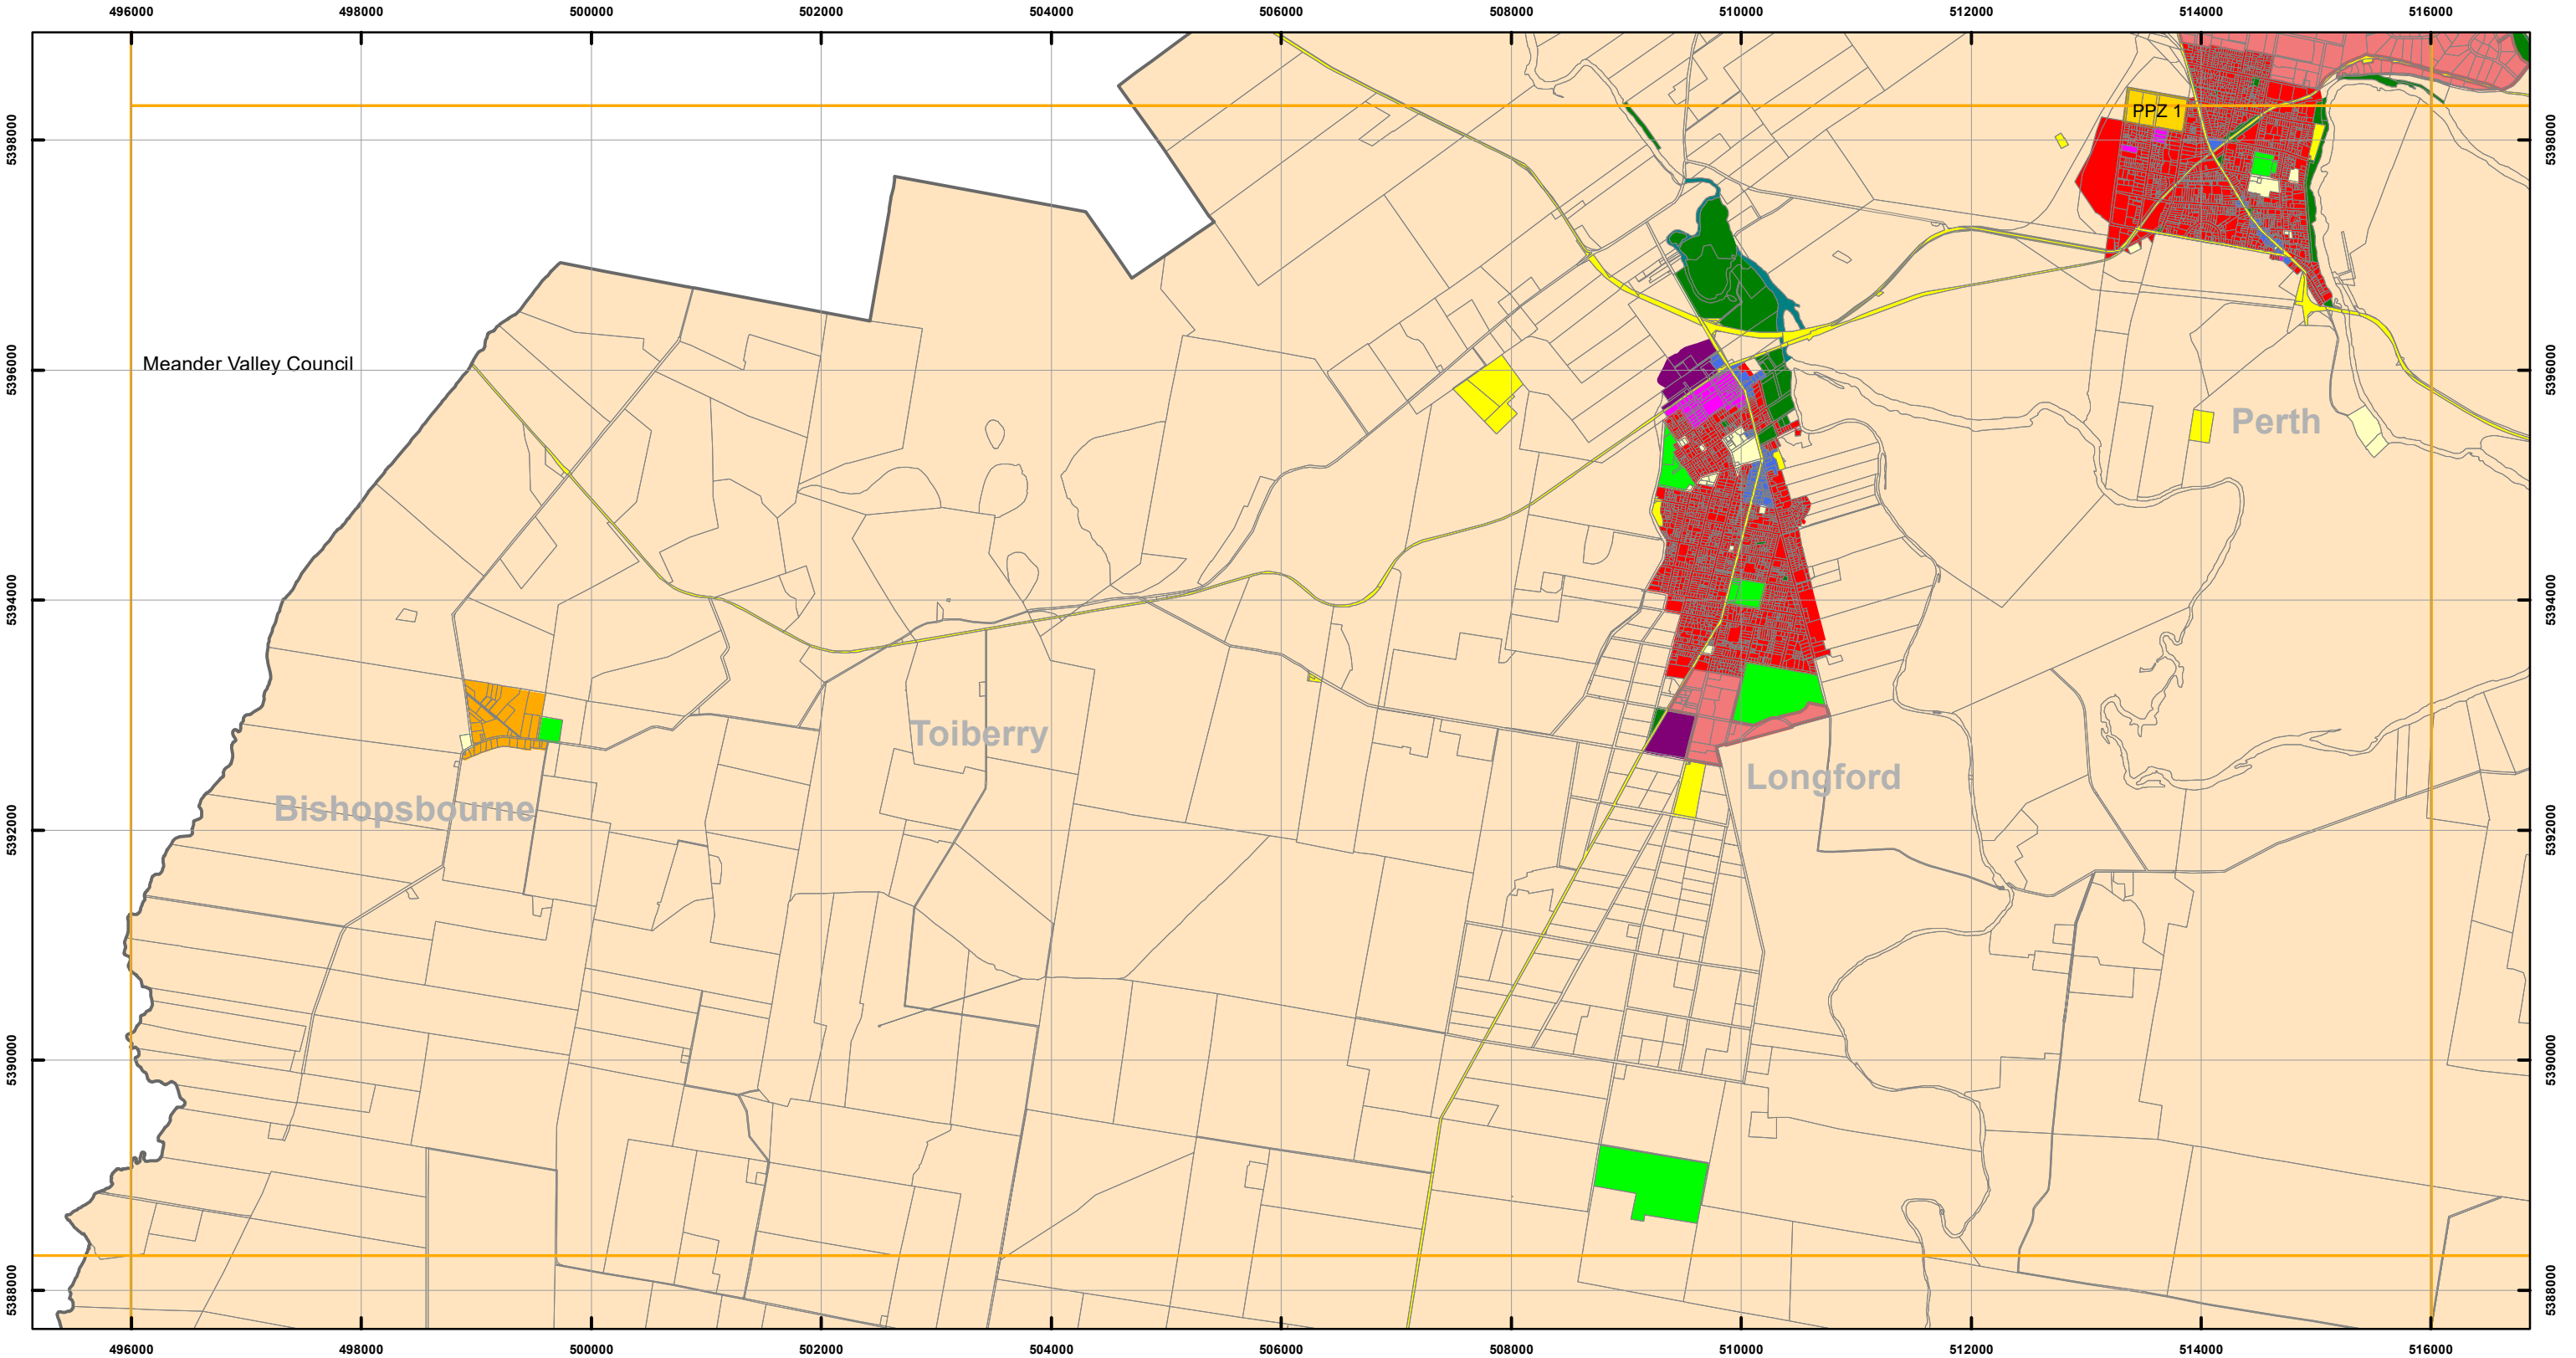 496000 498000 500000 502000 504000 506000 508000 510000 512000 514000 516000
5398000 5398000
PPZ 1
Meander Valley Council
5396000 5396000
Perth
5394000 5394000
Toiberry
Longford
Bishopsbourne
5392000 5392000
5390000 5390000
5388000 5388000
496000 498000 500000 502000 504000 506000 508000 510000 512000 514000 516000